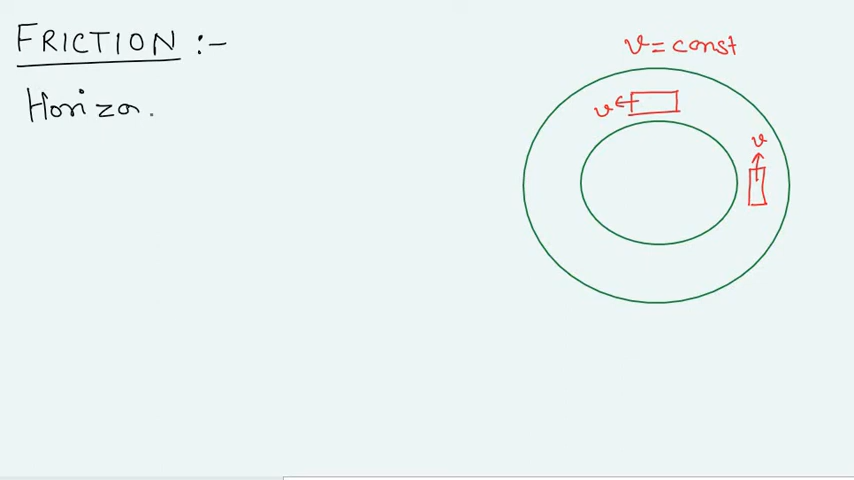 FRICTION :-
v = const
Horizo
v
v